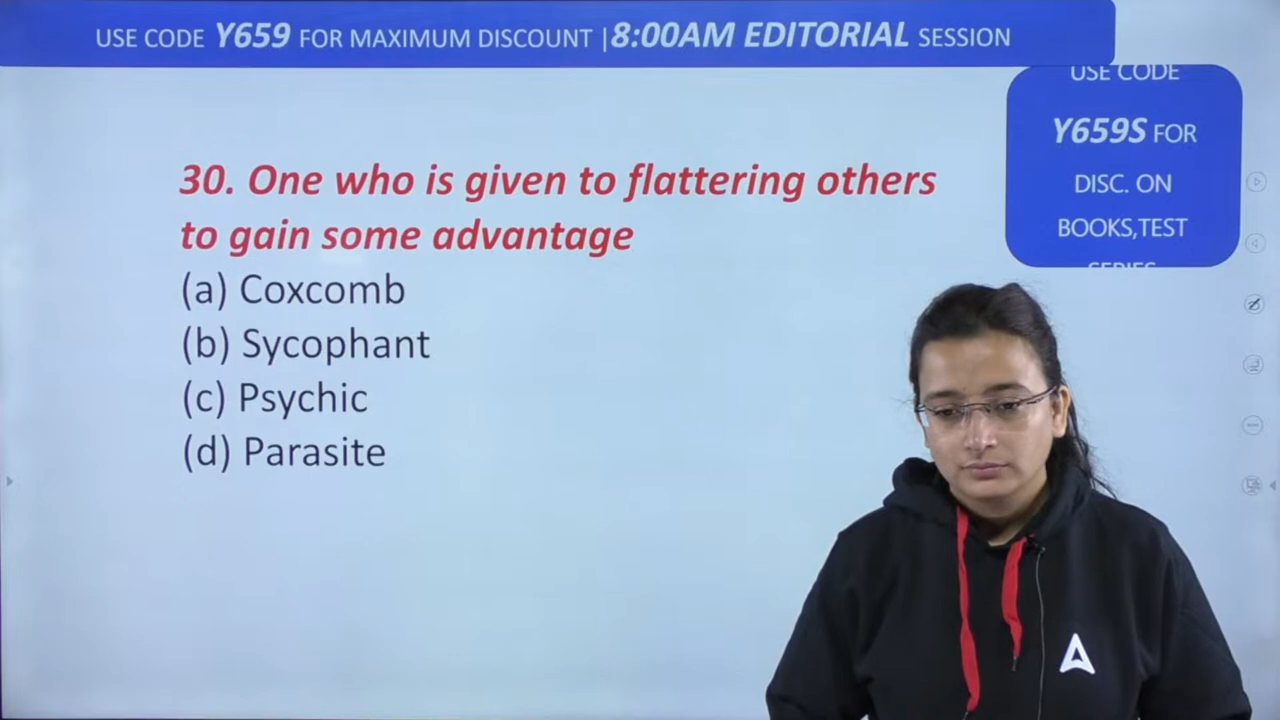 USE CODE Y659 FOR MAXIMUM DISCOUNT |8:00AM EDITORIAL SESSION
USE CODE
Y659S FOR
DISC. ON
BOOKS,TEST
SERIES
30. One who is given to flattering others
to gain some advantage
(a) Coxcomb
(b) Sycophant
(c) Psychic
(d) Parasite